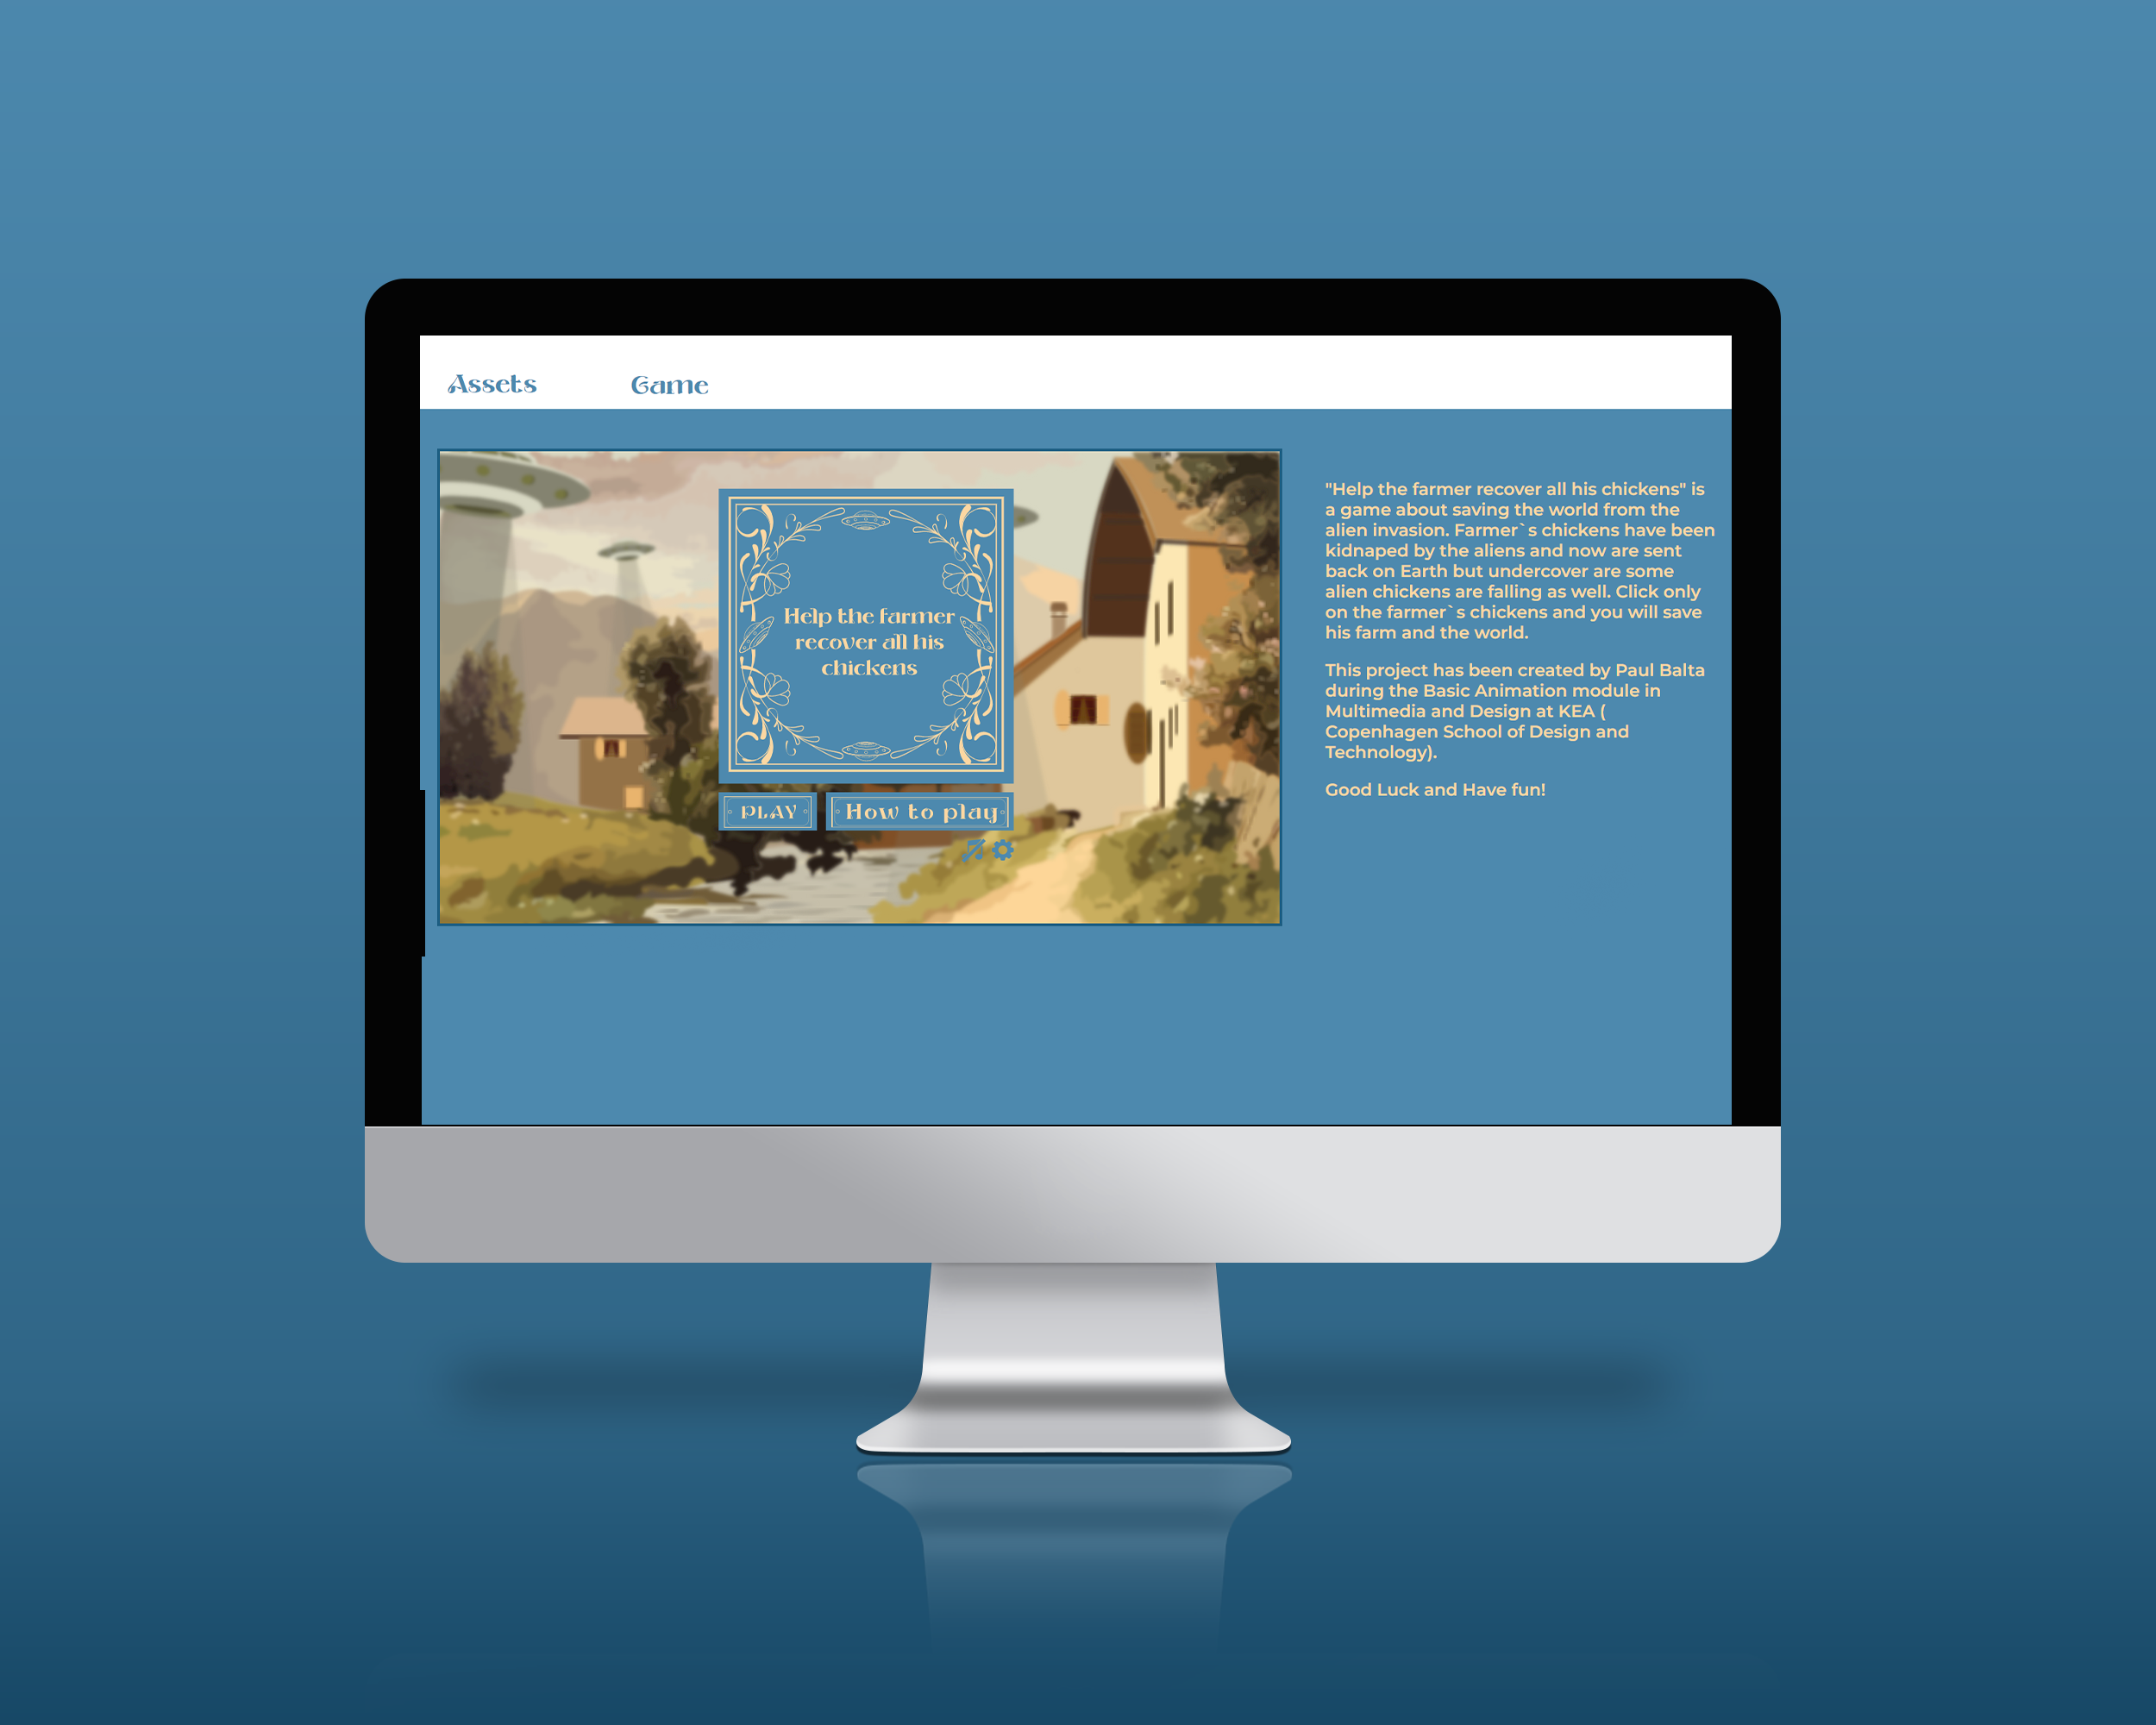 Assets Game
Help the farmer
recover all his
chickens
PLAY
How to play
"Help the farmer recover all his chickens" is
a game about saving the world from the
alien invasion. Farmer`s chickens have been
kidnaped by the aliens and now are sent
back on Earth but undercover are some
alien chickens are falling as well. Click only
on the farmer`s chickens and you will save
his farm and the world.
This project has been created by Paul Balta
during the Basic Animation module in
Multimedia and Design at KEA (
Copenhagen School of Design and
Technology).
Good Luck and Have fun!